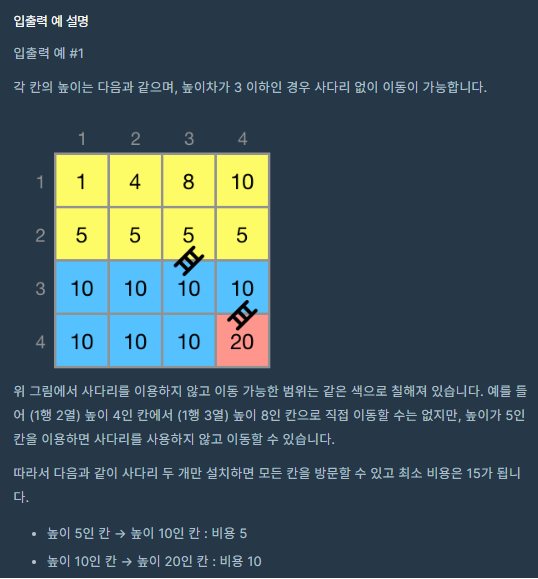 입출력 예 설명
입출력 예 #1
각 칸의 높이는 다음과 같으며, 높이차가 3 이하인 경우 사다리 없이 이동이 가능합니다.
1 2 3 4
1 1 4 8 10
2 5 5 5 5
3 10 10 10 10
4 10 10 10 20
위 그림에서 사다리를 이용하지 않고 이동 가능한 범위는 같은 색으로 칠해져 있습니다. 예를 들
어 (1행 2열) 높이 4인 칸에서 (1행 3열) 높이 8인 칸으로 직접 이동할 수는 없지만, 높이가 5인
칸을 이용하면 사다리를 사용하지 않고 이동할 수 있습니다.
따라서 다음과 같이 사다리 두 개만 설치하면 모든 칸을 방문할 수 있고 최소 비용은 15가 됩니
다.
• 높이 5인 칸 → 높이 10인 칸 : 비용 5
• 높이 10인 칸 → 높이 20인 칸 : 비용 10